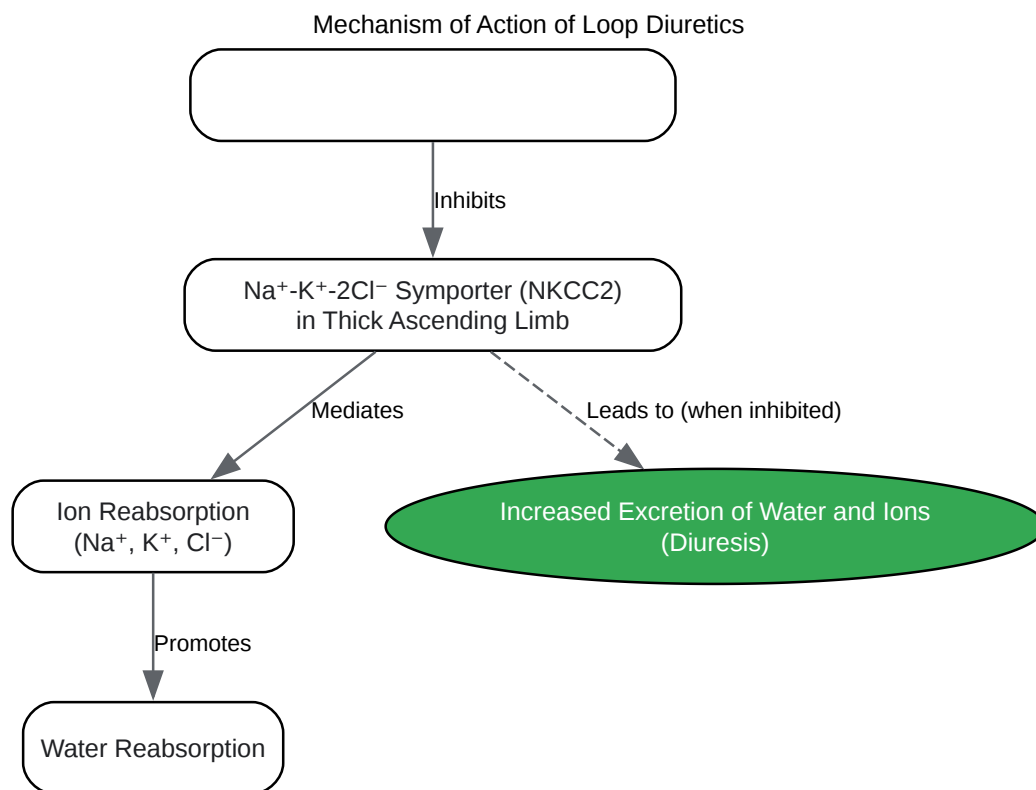 Mechanism of Action of Loop Diuretics
Inhibits
Na⁺-K⁺-2Cl⁻ Symporter (NKCC2)
in Thick Ascending Limb
Mediates
Leads to (when inhibited)
Ion Reabsorption
(Na⁺, K⁺, Cl⁻)
Increased Excretion of Water and Ions
(Diuresis)
Promotes
Water Reabsorption